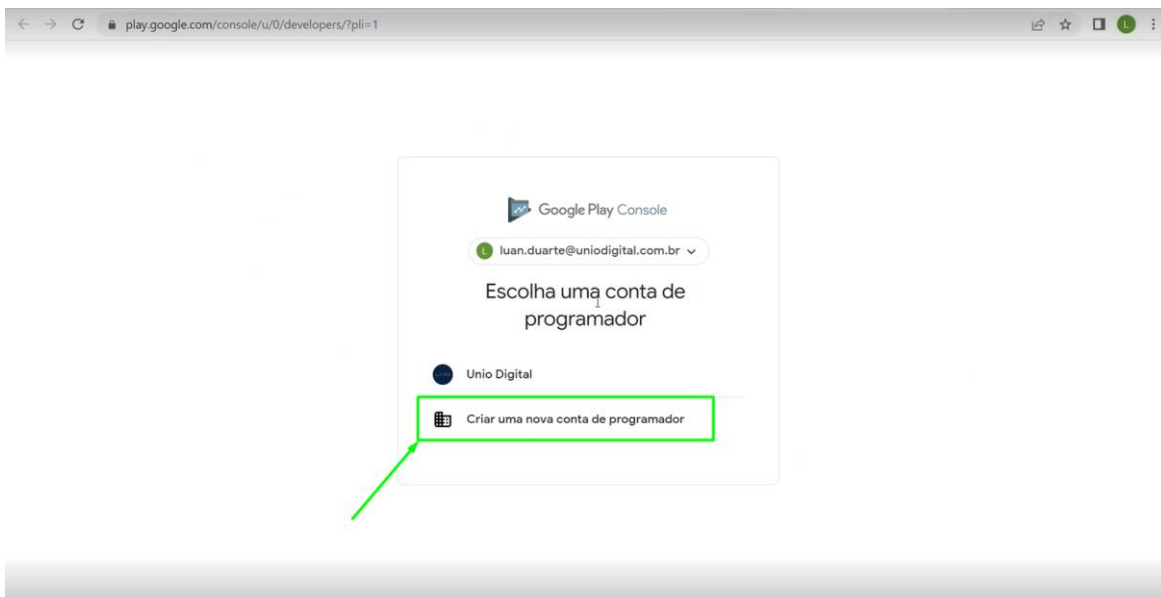 play.google.com/console/u/0/developers/?pli=1
L
Google Play Console
L luan.duarte@uniodigital.com.br
Escolha uma conta de
programador
Unio Digital
Criar uma nova conta de programador